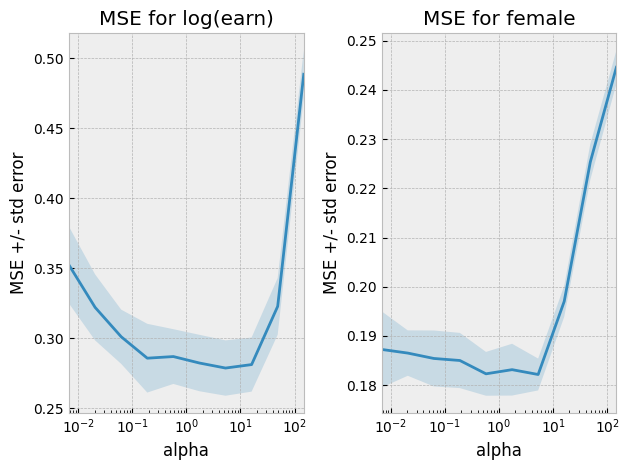 MSE for log(earn)
MSE +/- std error
0.50
0.45
0.40
0.35
0.30
0.25
10⁻² 10⁻¹ 10⁰ 10¹ 10²
alpha
MSE for female
MSE +/- std error
0.25
0.24
0.23
0.22
0.21
0.20
0.19
0.18
10⁻² 10⁻¹ 10⁰ 10¹ 10²
alpha